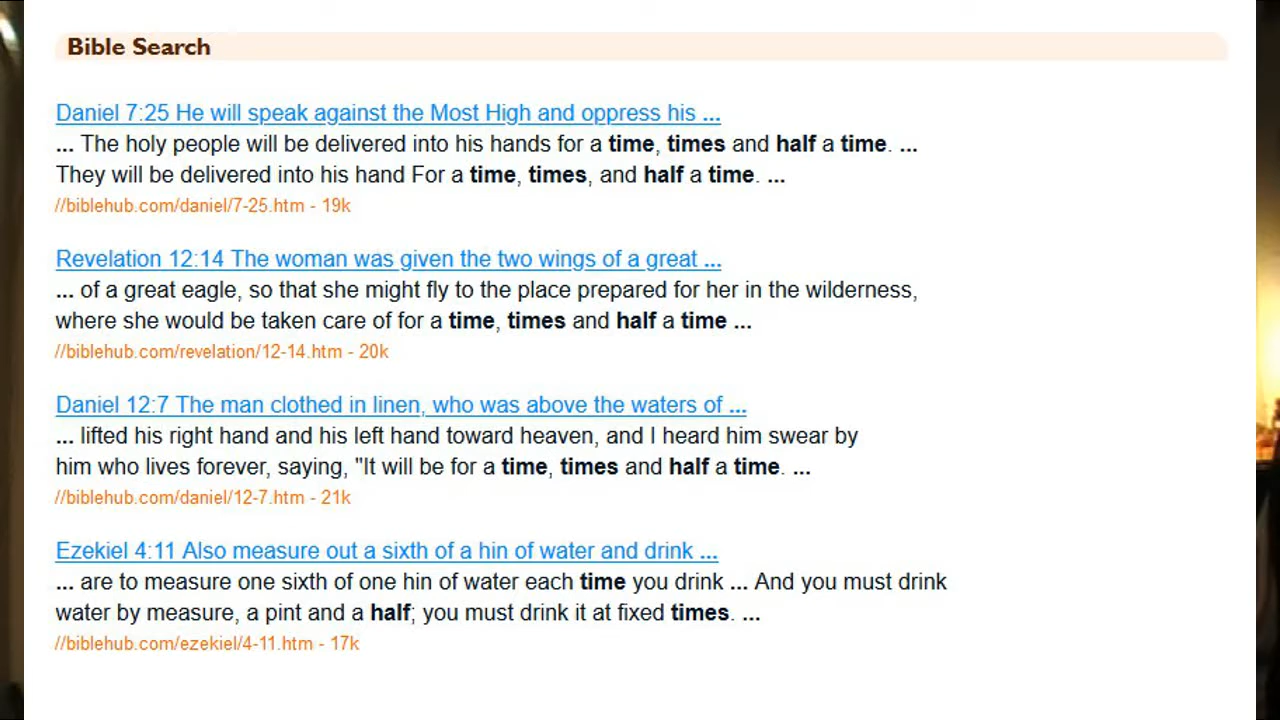 Bible Search
Daniel 7:25 He will speak against the Most High and oppress his ...
... The holy people will be delivered into his hands for a time, times and half a time. ...
They will be delivered into his hand For a time, times, and half a time. ...
//biblehub.com/daniel/7-25.htm - 19k
Revelation 12:14 The woman was given the two wings of a great ...
... of a great eagle, so that she might fly to the place prepared for her in the wilderness,
where she would be taken care of for a time, times and half a time ...
//biblehub.com/revelation/12-14.htm - 20k
Daniel 12:7 The man clothed in linen, who was above the waters of ...
... lifted his right hand and his left hand toward heaven, and I heard him swear by
him who lives forever, saying, "It will be for a time, times and half a time. ...
//biblehub.com/daniel/12-7.htm - 21k
Ezekiel 4:11 Also measure out a sixth of a hin of water and drink ...
... are to measure one sixth of one hin of water each time you drink ... And you must drink
water by measure, a pint and a half; you must drink it at fixed times. ...
//biblehub.com/ezekiel/4-11.htm - 17k